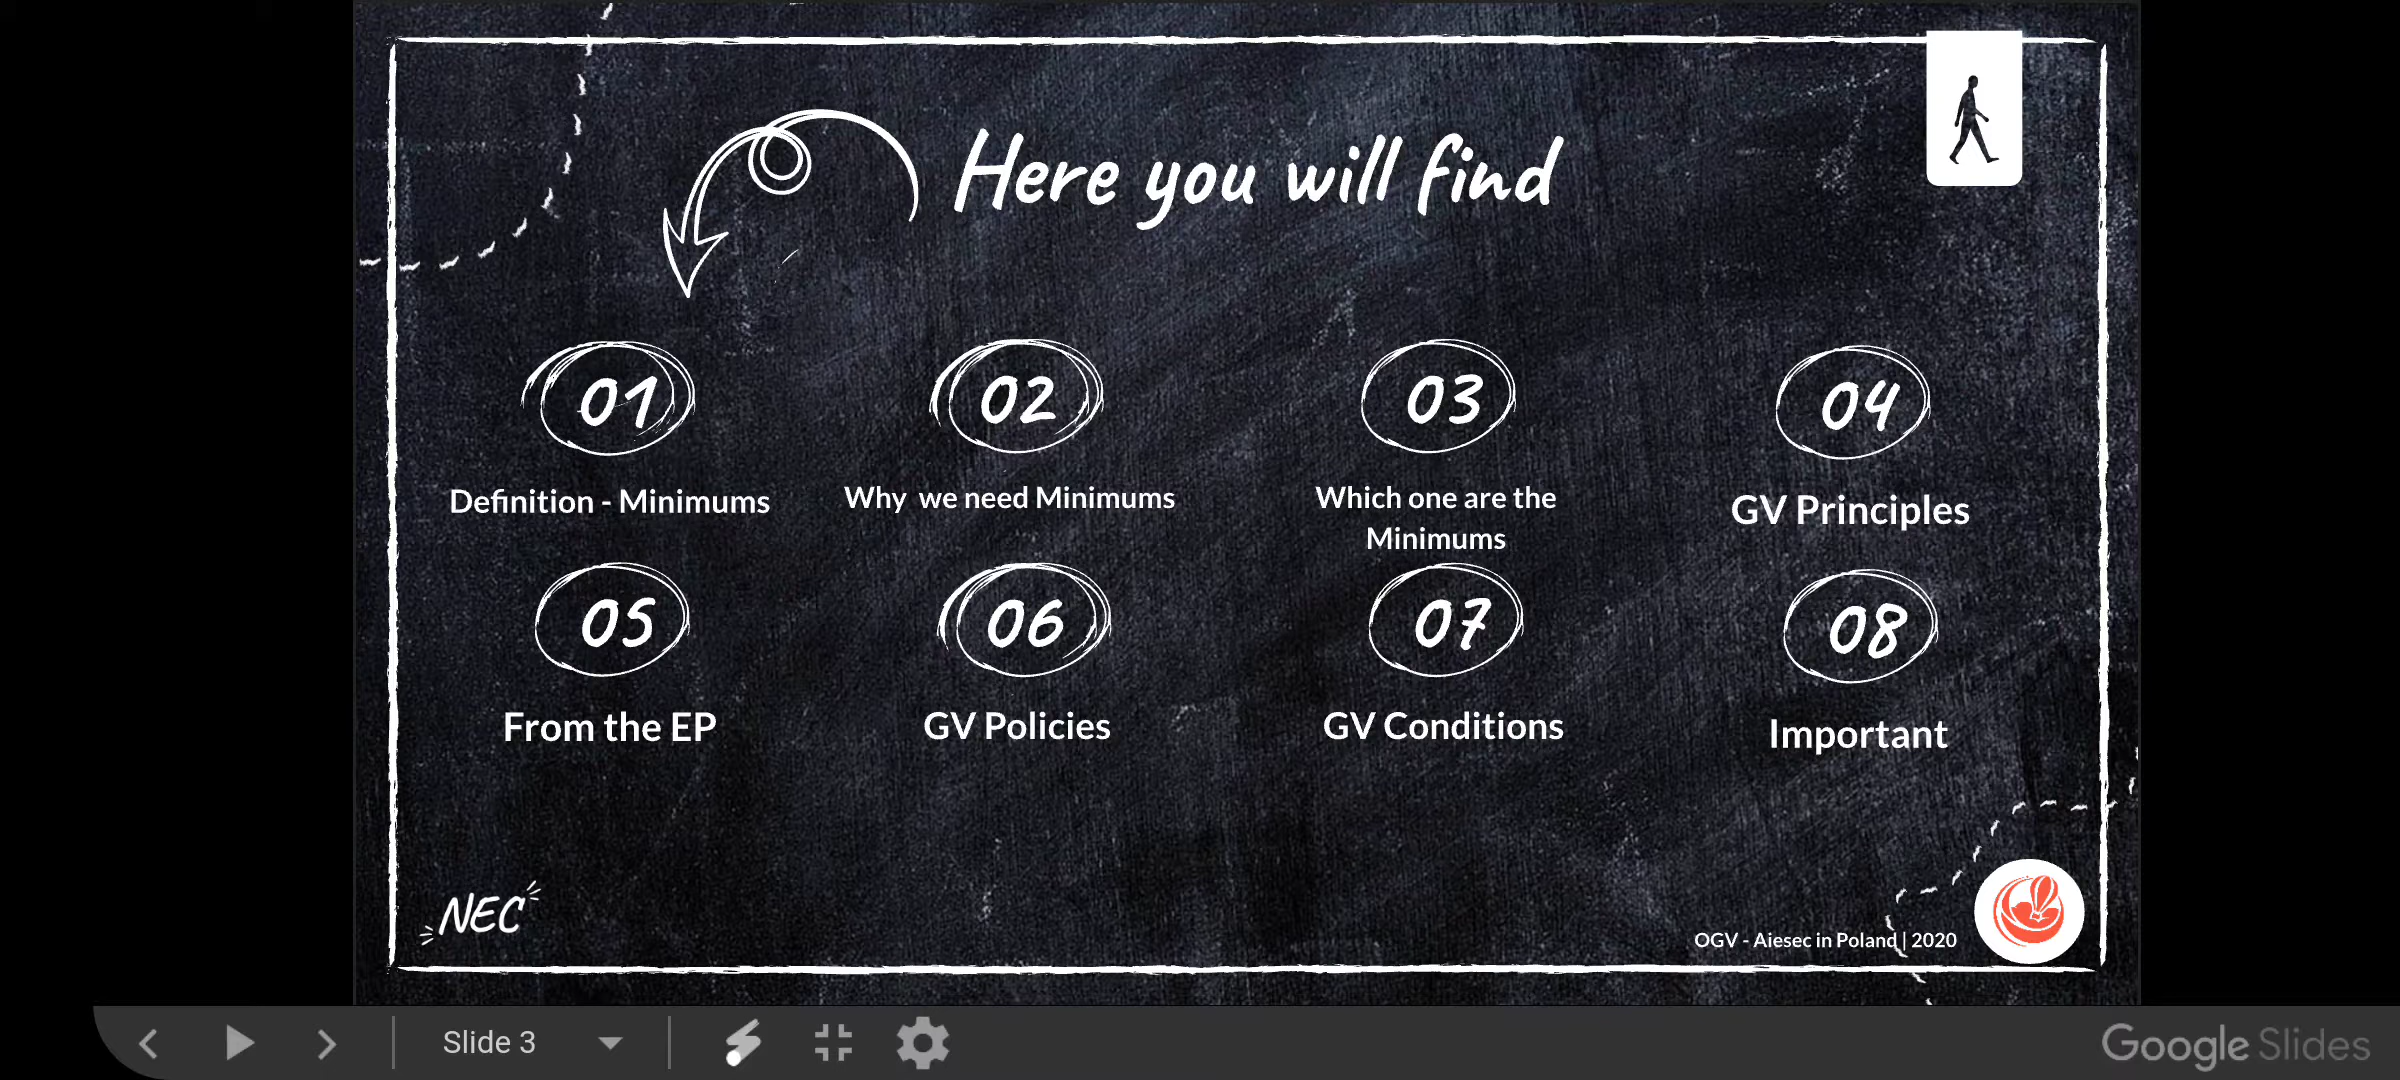 Here you will find
01
02
03
04
Definition - Minimums
Why we need Minimums
Which one are the
Minimums
GV Principles
05
06
07
08
From the EP
GV Policies
GV Conditions
Important
NEC
OGV - Aiesec in Poland | 2020
Slide 3
Google Slides